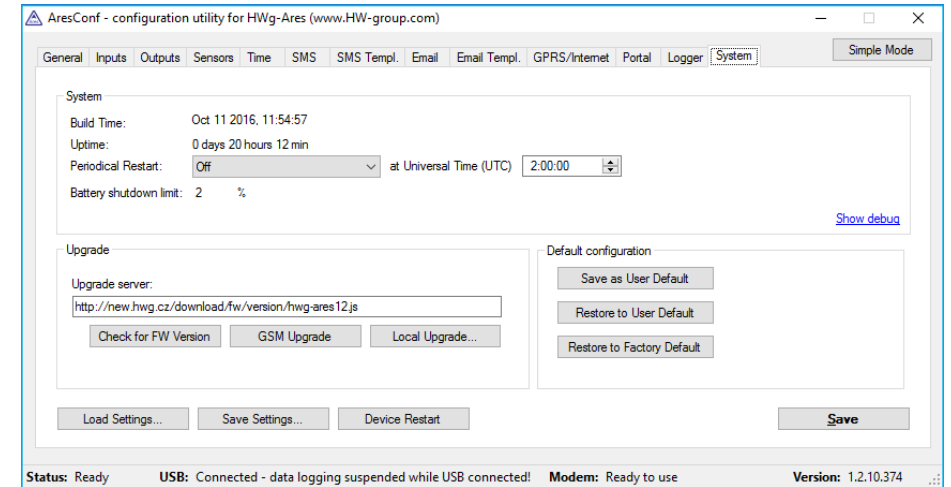 AresConf - configuration utility for HWg-Ares (www.HW-group.com)
Simple Mode
General Inputs Outputs Sensors Time SMS SMS Templ. Email Email Templ. GPRS/Internet Portal Logger System
System
Build Time: Oct 11 2016, 11:54:57
Uptime: 0 days 20 hours 12 min
Periodical Restart: Off at Universal Time (UTC) 2:00:00
Battery shutdown limit: 2 %
Show debug
Upgrade
Upgrade server:
http://new.hwg.cz/download/fw/version/hwg-ares12.js
Check for FW Version GSM Upgrade Local Upgrade...
Default configuration
Save as User Default
Restore to User Default
Restore to Factory Default
Load Settings... Save Settings... Device Restart Save
Status: Ready USB: Connected - data logging suspended while USB connected! Modem: Ready to use Version: 1.2.10.374